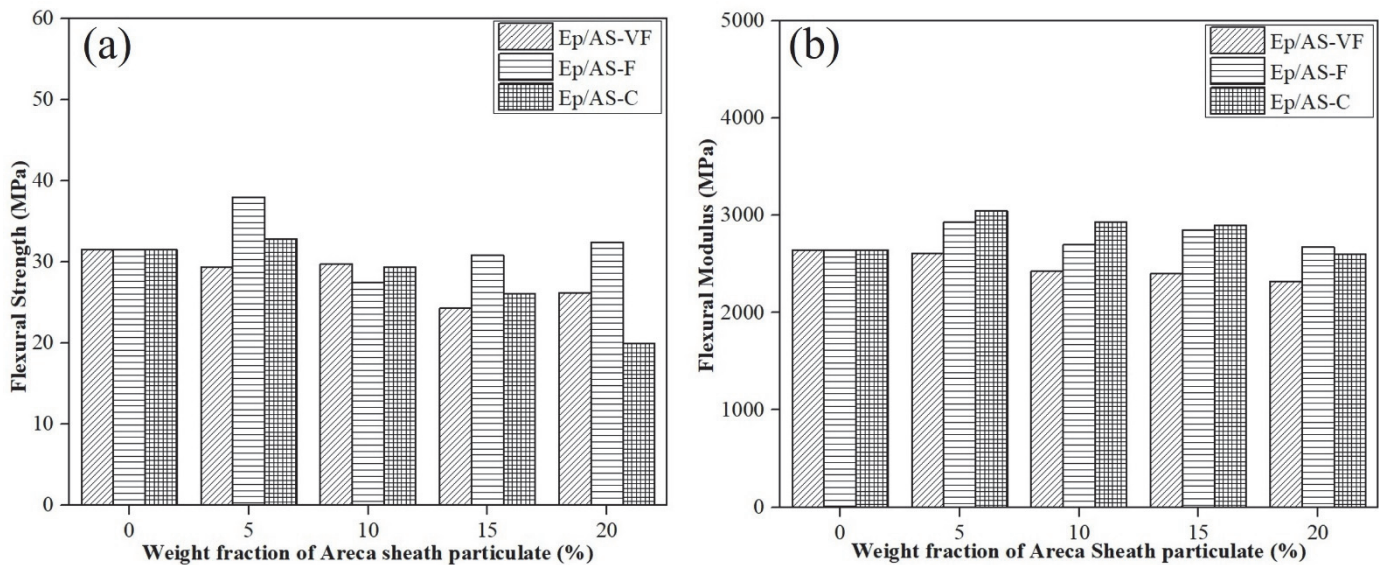 (a)
Ep/AS-VF
Ep/AS-F
Ep/AS-C
60
50
40
30
20
10
0
Flexural Strength (MPa)
0 5 10 15 20
Weight fraction of Areca sheath particulate (%)
(b)
Ep/AS-VF
Ep/AS-F
Ep/AS-C
5000
4000
3000
2000
1000
0
Flexural Modulus (MPa)
0 5 10 15 20
Weight fraction of Areca Sheath particulate (%)